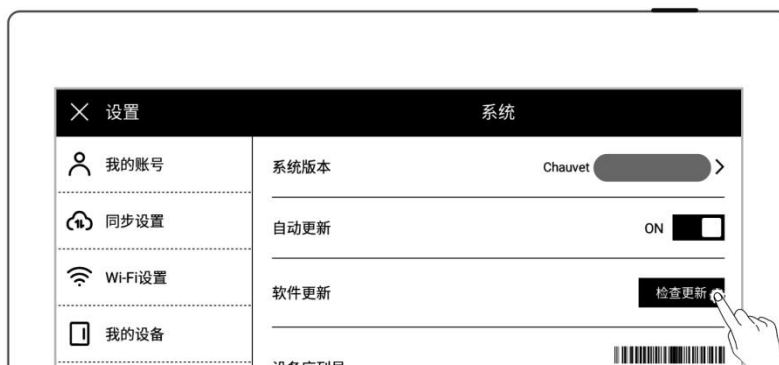 设置
系统
我的账号
系统版本
Chauvet
同步设置
自动更新
ON
Wi-Fi设置
软件更新
检查更新
我的设备